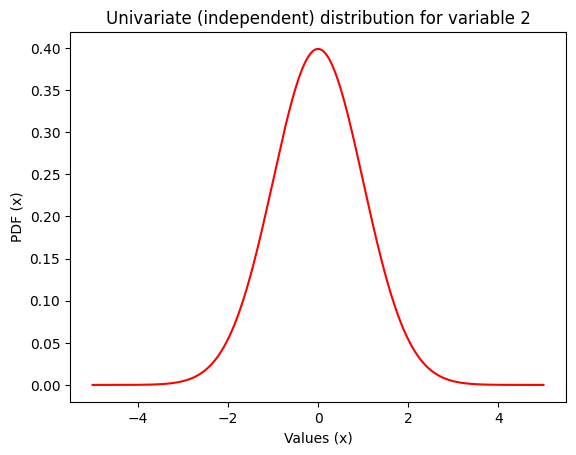 Univariate (independent) distribution for variable 2
0.40
0.35
0.30
0.25
0.20
0.15
0.10
0.05
0.00
PDF (x)
−4 −2 0 2 4
Values (x)